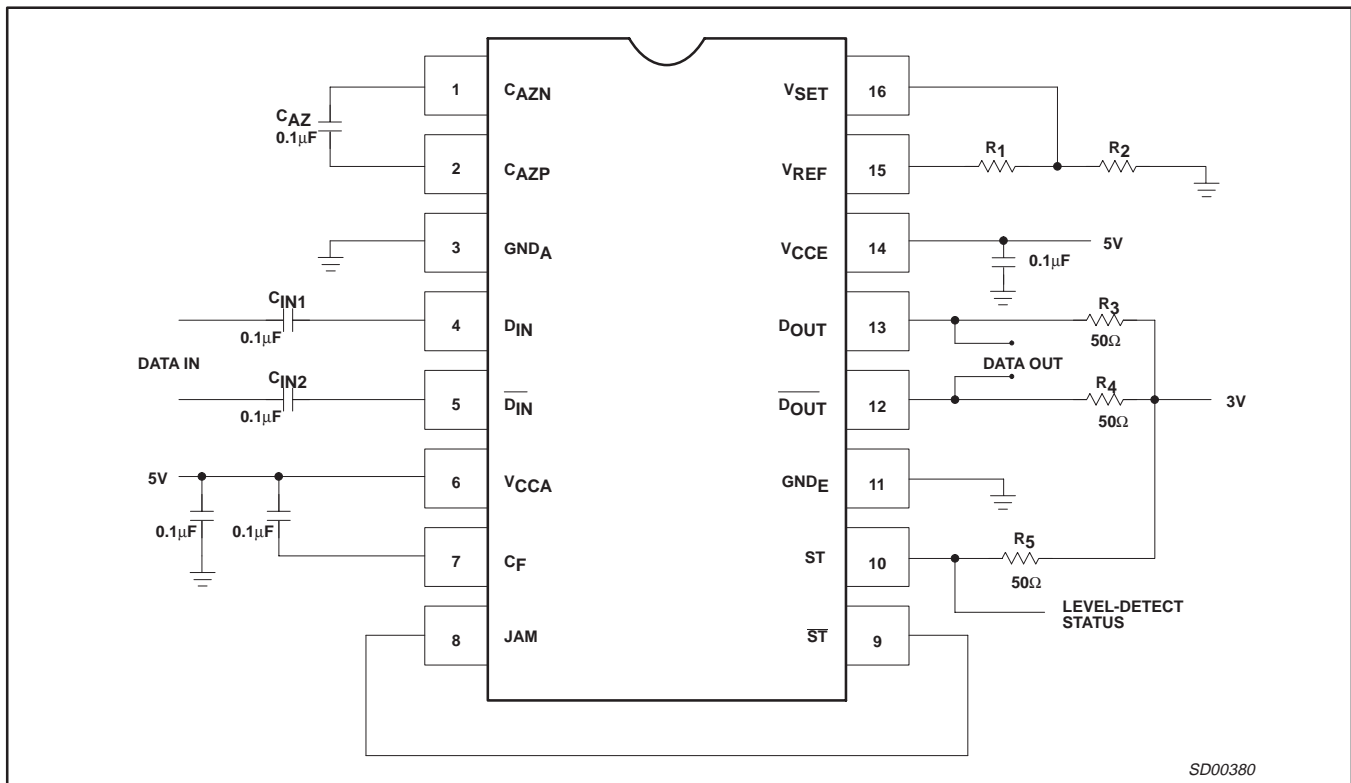 1 CAZN VSET 16
CAZ
0.1μF
R1 R2
2 CAZP VREF 15
3 GNDA VCCE 14 5V
0.1μF
CIN1 R3
4 DIN DOUT 13
0.1μF 50Ω
DATA IN DATA OUT
CIN2 R4
5 D̅I̅N̅ D̅O̅U̅T̅ 12 3V
0.1μF 50Ω
5V 6 VCCA GNDE 11
0.1μF 0.1μF
R5
7 CF ST 10
50Ω
LEVEL-DETECT
STATUS
8 JAM S̅T̅ 9
SD00380